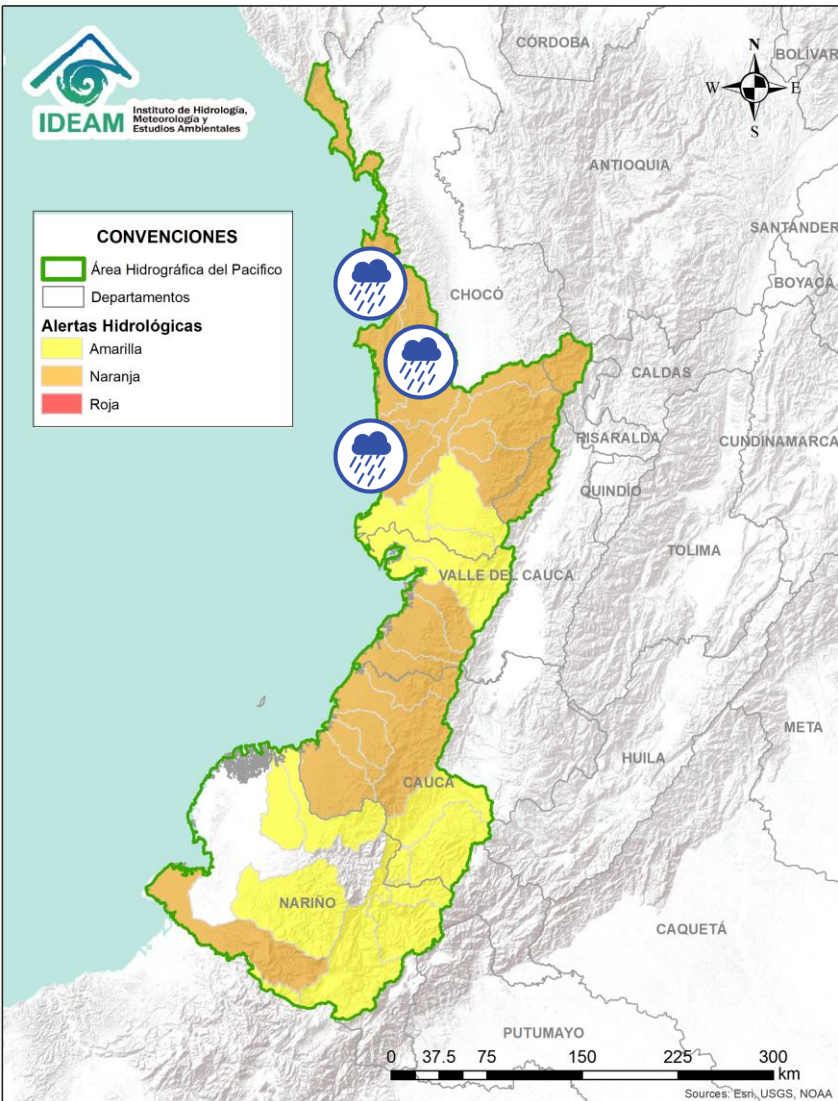 IDEAM
Instituto de Hidrología,
Meteorología y
Estudios Ambientales
CÓRDOBA
BOLÍVAR
N
W E
S
ANTIOQUIA
SANTANDER
BOYACÁ
CONVENCIONES
Área Hidrográfica del Pacifico
Departamentos
Alertas Hidrológicas
Amarilla
Naranja
Roja
CHOCÓ
CALDAS
RISARALDA
CUNDINAMARCA
QUINDÍO
TOLIMA
VALLE DEL CAUCA
META
HUILA
CAUCA
NARIÑO
CAQUETÁ
PUTUMAYO
0 37.5 75 150 225 300
km
Sources: Esri, USGS, NOAA